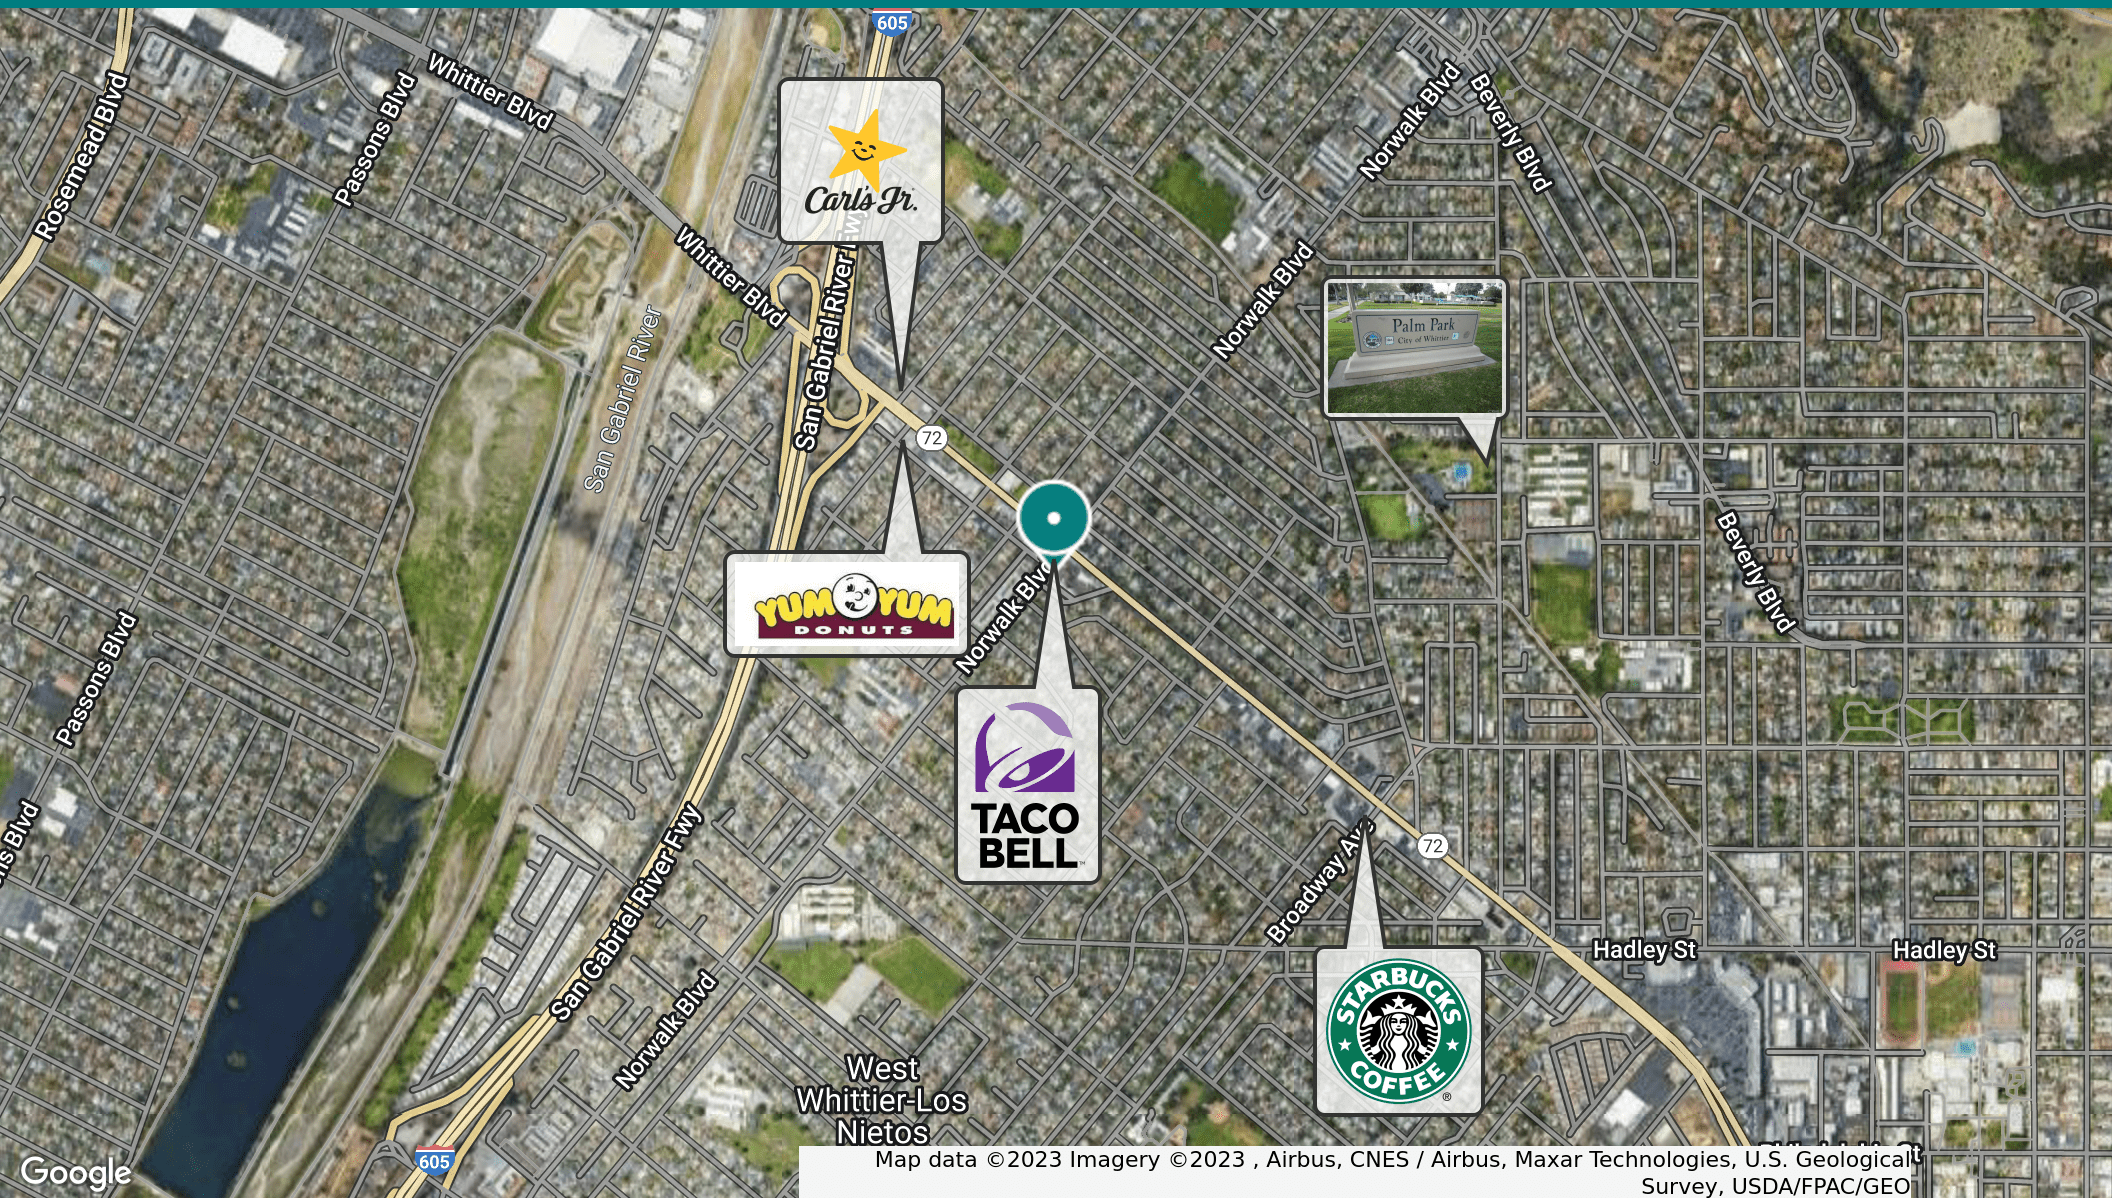 605
Whittier Blvd
Rosemead Blvd
Passons Blvd
Norwalk Blvd
Beverly Blvd
Carl's Jr.
Whittier Blvd
San Gabriel River Fwy
Norwalk Blvd
San Gabriel River
Palm Park
City of Whittier
72
YUM YUM
DONUTS
Norwalk Blvd
Beverly Blvd
Passons Blvd
TACO
BELL
San Gabriel River Fwy
Broadway Ave
72
Hadley St
Hadley St
STARBUCKS
COFFEE
®
Norwalk Blvd
West
Whittier-Los
Nietos
605
Google
Map data ©2023 Imagery ©2023 , Airbus, CNES / Airbus, Maxar Technologies, U.S. Geological
Survey, USDA/FPAC/GEO